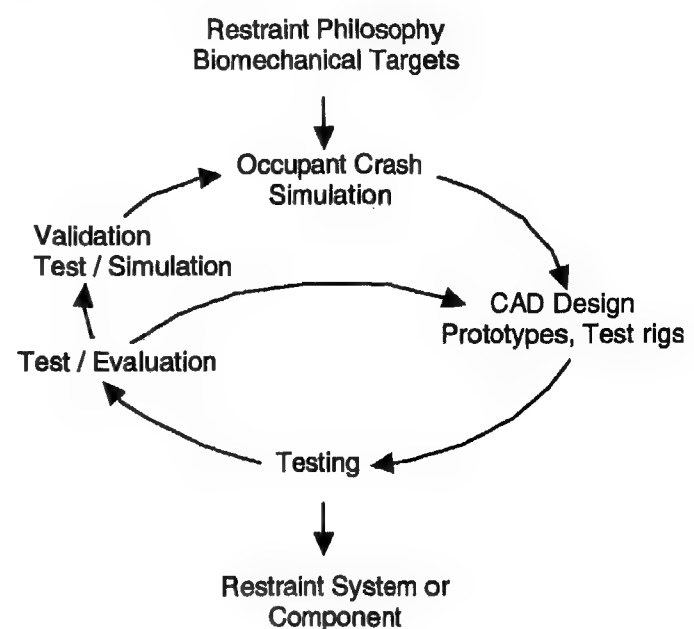 Restraint Philosophy
Biomechanical Targets
Occupant Crash
Simulation
Validation
Test / Simulation
CAD Design
Prototypes, Test rigs
Test / Evaluation
Testing
Restraint System or
Component